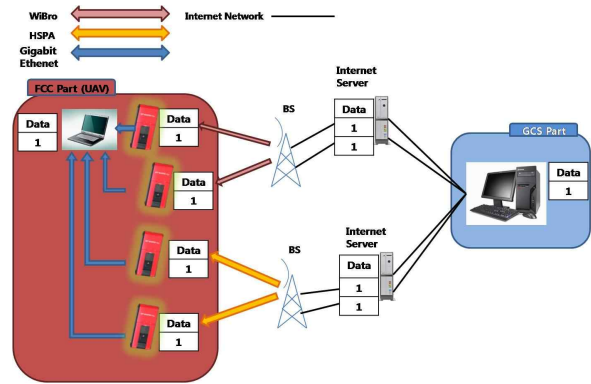 WiBro
Internet Network
HSPA
Gigabit
Ethenet
FCC Part (UAV)
Internet
Server
BS
GCS Part
Data
1
Data
1
Data
1
1
Data
1
Data
1
Data
1
BS
Internet
Server
Data
1
1
Data
1